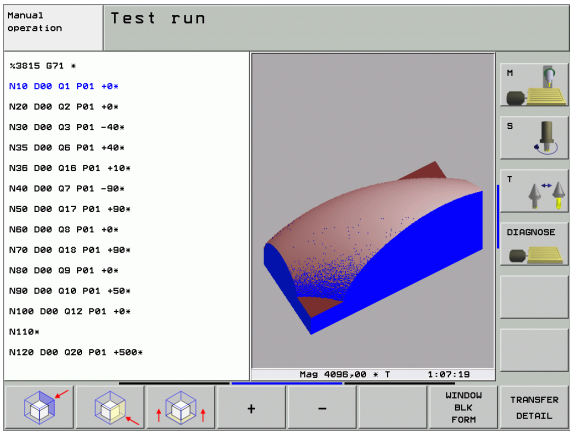 Manual
operation
Test run
%3815 G71 *
N10 D00 Q1 P01 +0*
N20 D00 Q2 P01 +0*
N30 D00 Q3 P01 -40*
N35 D00 Q6 P01 +40*
N36 D00 Q16 P01 +10*
N40 D00 Q7 P01 -90*
N50 D00 Q17 P01 +90*
N60 D00 Q8 P01 +0*
N70 D00 Q18 P01 +90*
N80 D00 Q9 P01 +0*
N90 D00 Q10 P01 +50*
N100 D00 Q12 P01 +0*
N110*
N120 D00 Q20 P01 +500*
M
S
T
DIAGNOSE
Mag 4096,00 * T 1:07:19
+
-
WINDOW
BLK
FORM
TRANSFER
DETAIL